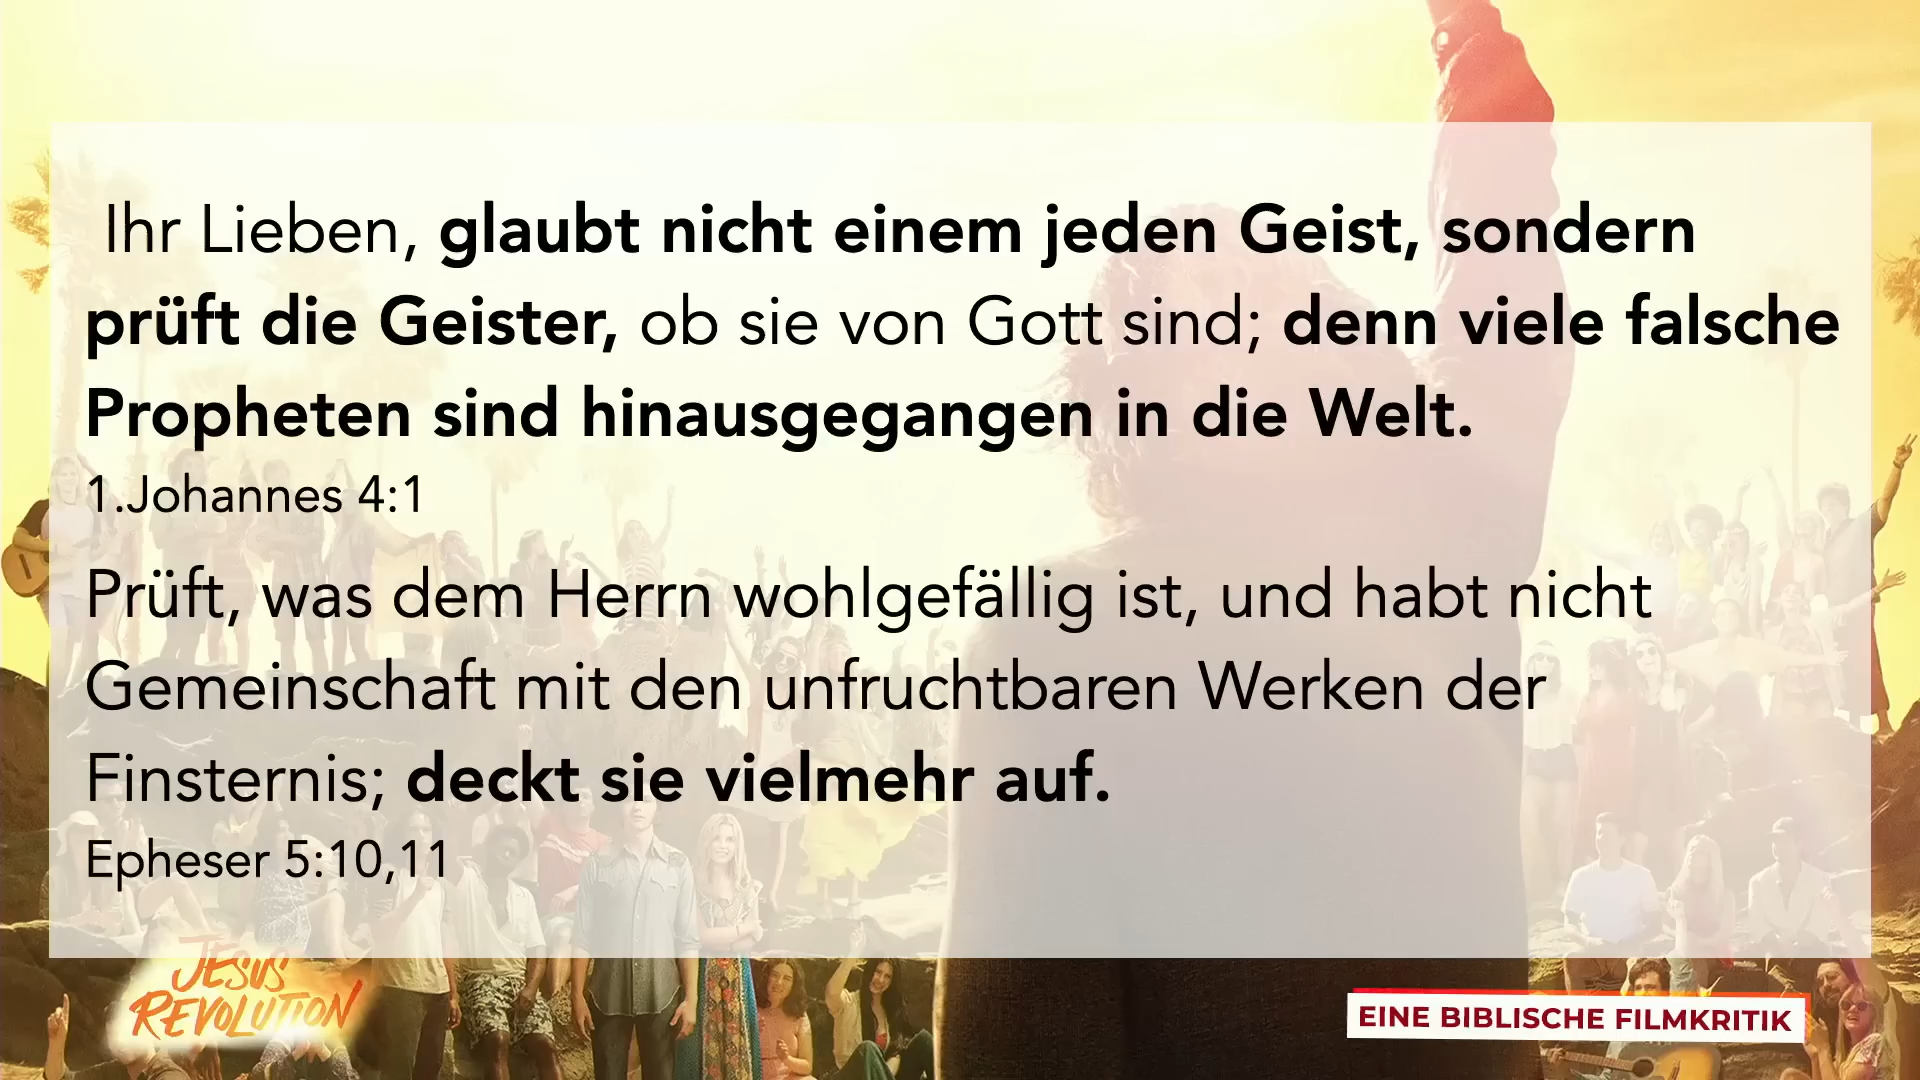 Ihr Lieben, glaubt nicht einem jeden Geist, sondern
prüft die Geister, ob sie von Gott sind; denn viele falsche
Propheten sind hinausgegangen in die Welt.
1.Johannes 4:1
Prüft, was dem Herrn wohlgefällig ist, und habt nicht
Gemeinschaft mit den unfruchtbaren Werken der
Finsternis; deckt sie vielmehr auf.
Epheser 5:10,11
JESUS
REVOLUTION
EINE BIBLISCHE FILMKRITIK